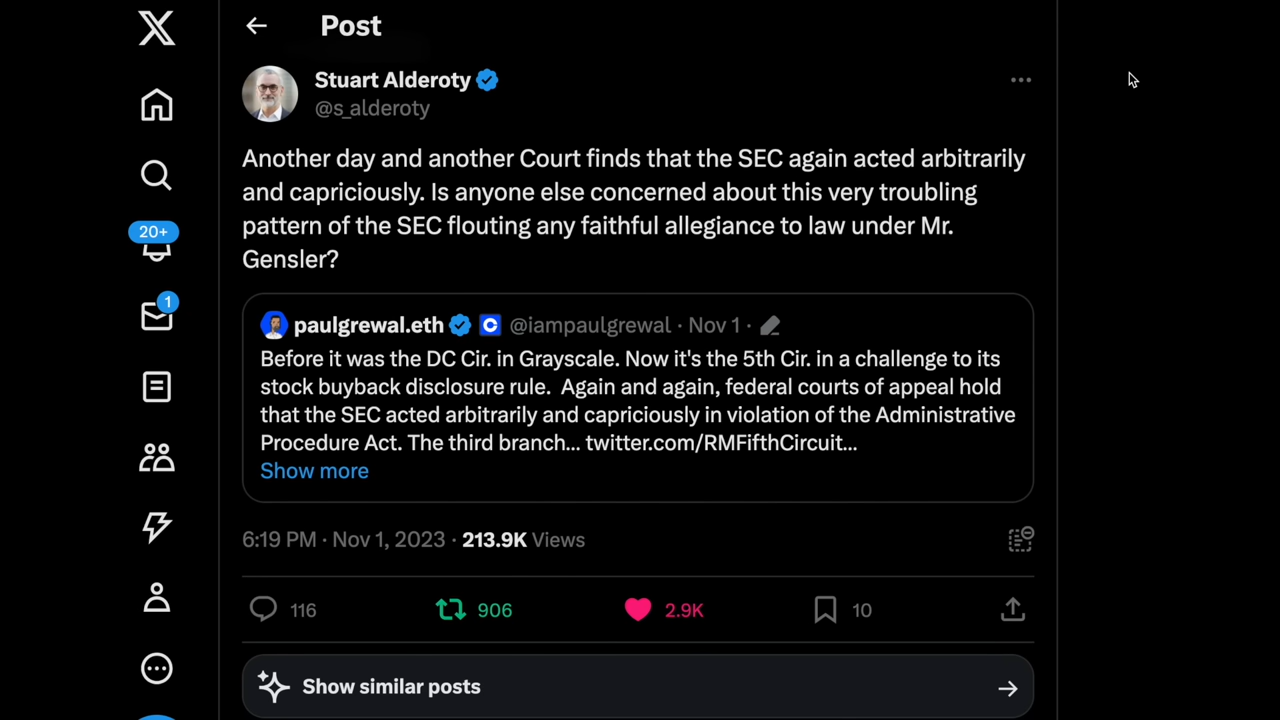 Post
Stuart Alderoty
@s_alderoty
Another day and another Court finds that the SEC again acted arbitrarily
and capriciously. Is anyone else concerned about this very troubling
pattern of the SEC flouting any faithful allegiance to law under Mr.
Gensler?
20+
1
paulgrewal.eth @iampaulgrewal · Nov 1 ·
Before it was the DC Cir. in Grayscale. Now it's the 5th Cir. in a challenge to its
stock buyback disclosure rule.  Again and again, federal courts of appeal hold
that the SEC acted arbitrarily and capriciously in violation of the Administrative
Procedure Act. The third branch... twitter.com/RMFifthCircuit...
Show more
6:19 PM · Nov 1, 2023 · 213.9K Views
116 906 2.9K 10
Show similar posts